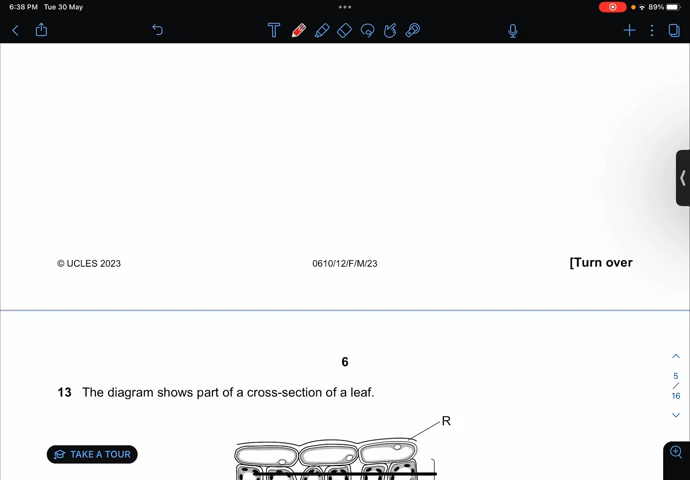 6:38 PM Tue 30 May
89%
© UCLES 2023
0610/12/F/M/23
[Turn over
6
13 The diagram shows part of a cross-section of a leaf.
R
TAKE A TOUR
5
/
16